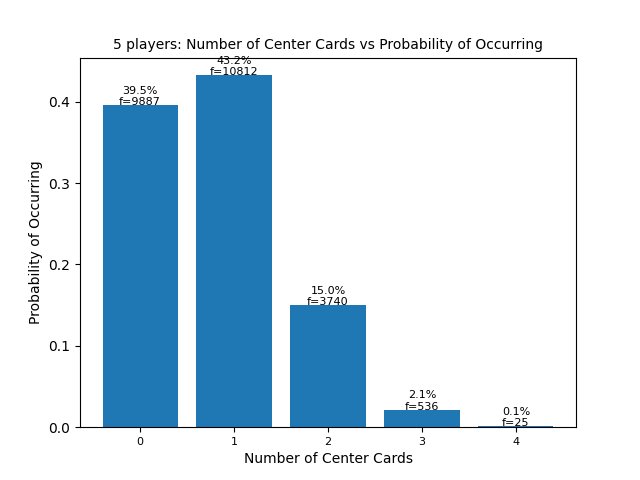 5 players: Number of Center Cards vs Probability of Occurring
43.2%
f=10812
39.5%
f=9887
15.0%
f=3740
2.1%
f=536
0.1%
f=25
0.4
0.3
0.2
0.1
0.0
Probability of Occurring
0 1 2 3 4
Number of Center Cards